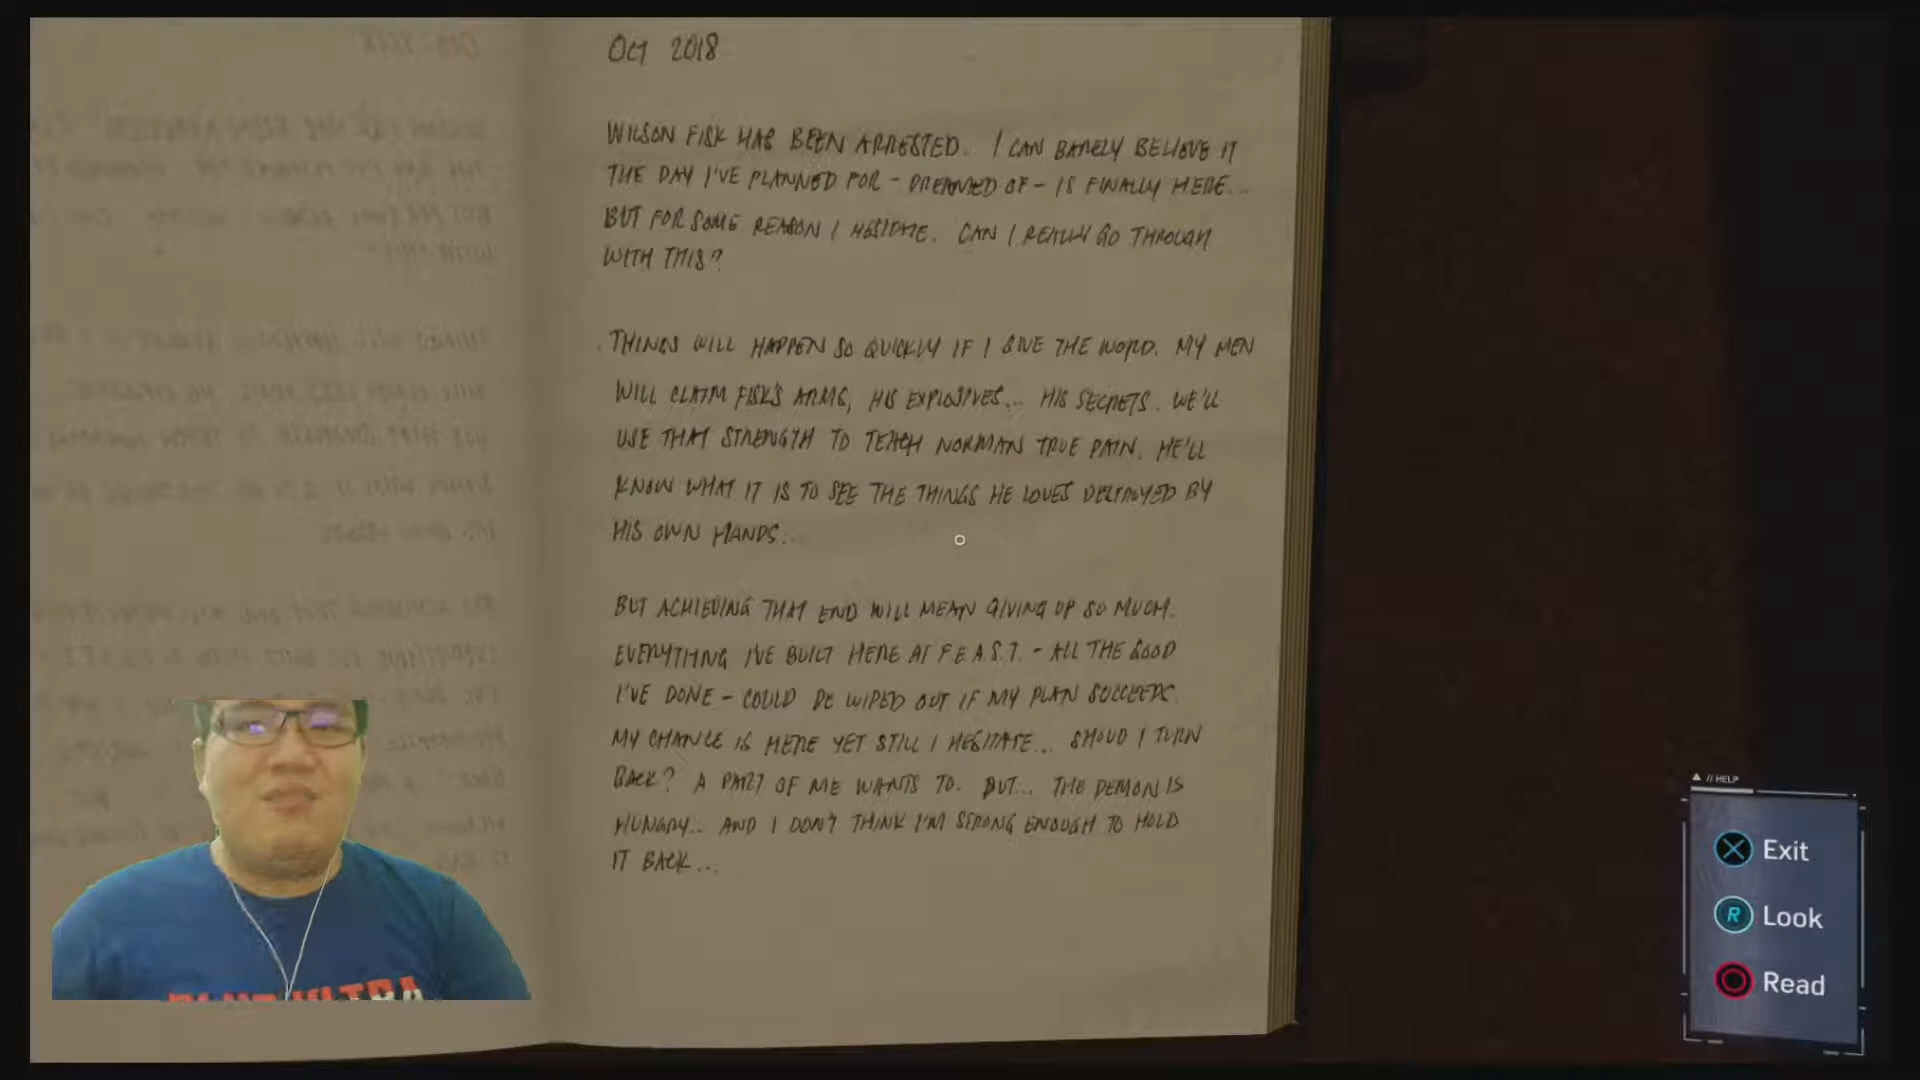 Oct 2018
WILSON FISK HAS BEEN ARRESTED. I CAN BARELY BELIEVE IT
THE DAY I'VE PLANNED FOR - DREAMED OF - IS FINALLY HERE...
BUT FOR SOME REASON I HESITATE. CAN I REALLY GO THROUGH
WITH THIS?
THINGS WILL HAPPEN SO QUICKLY IF I GIVE THE WORD. MY MEN
WILL CLAIM FISK'S ARMS, HIS EXPLOSIVES... HIS SECRETS. WE'LL
USE THAT STRENGTH TO TEACH NORMAN TRUE PAIN. HE'LL
KNOW WHAT IT IS TO SEE THE THINGS HE LOVES DESTROYED BY
HIS OWN HANDS...
BUT ACHIEVING THAT END WILL MEAN GIVING UP SO MUCH.
EVERYTHING I'VE BUILT HERE AT F.E.A.S.T. - ALL THE GOOD
I'VE DONE - COULD BE WIPED OUT IF MY PLAN SUCCEEDS.
MY CHANCE IS HERE YET STILL I HESITATE... SHOUD I TURN
BACK? A PART OF ME WANTS TO. BUT... THE DEMON IS
HUNGRY... AND I DON'T THINK I'M STRONG ENOUGH TO HOLD
IT BACK...
// HELP
Exit
R Look
Read